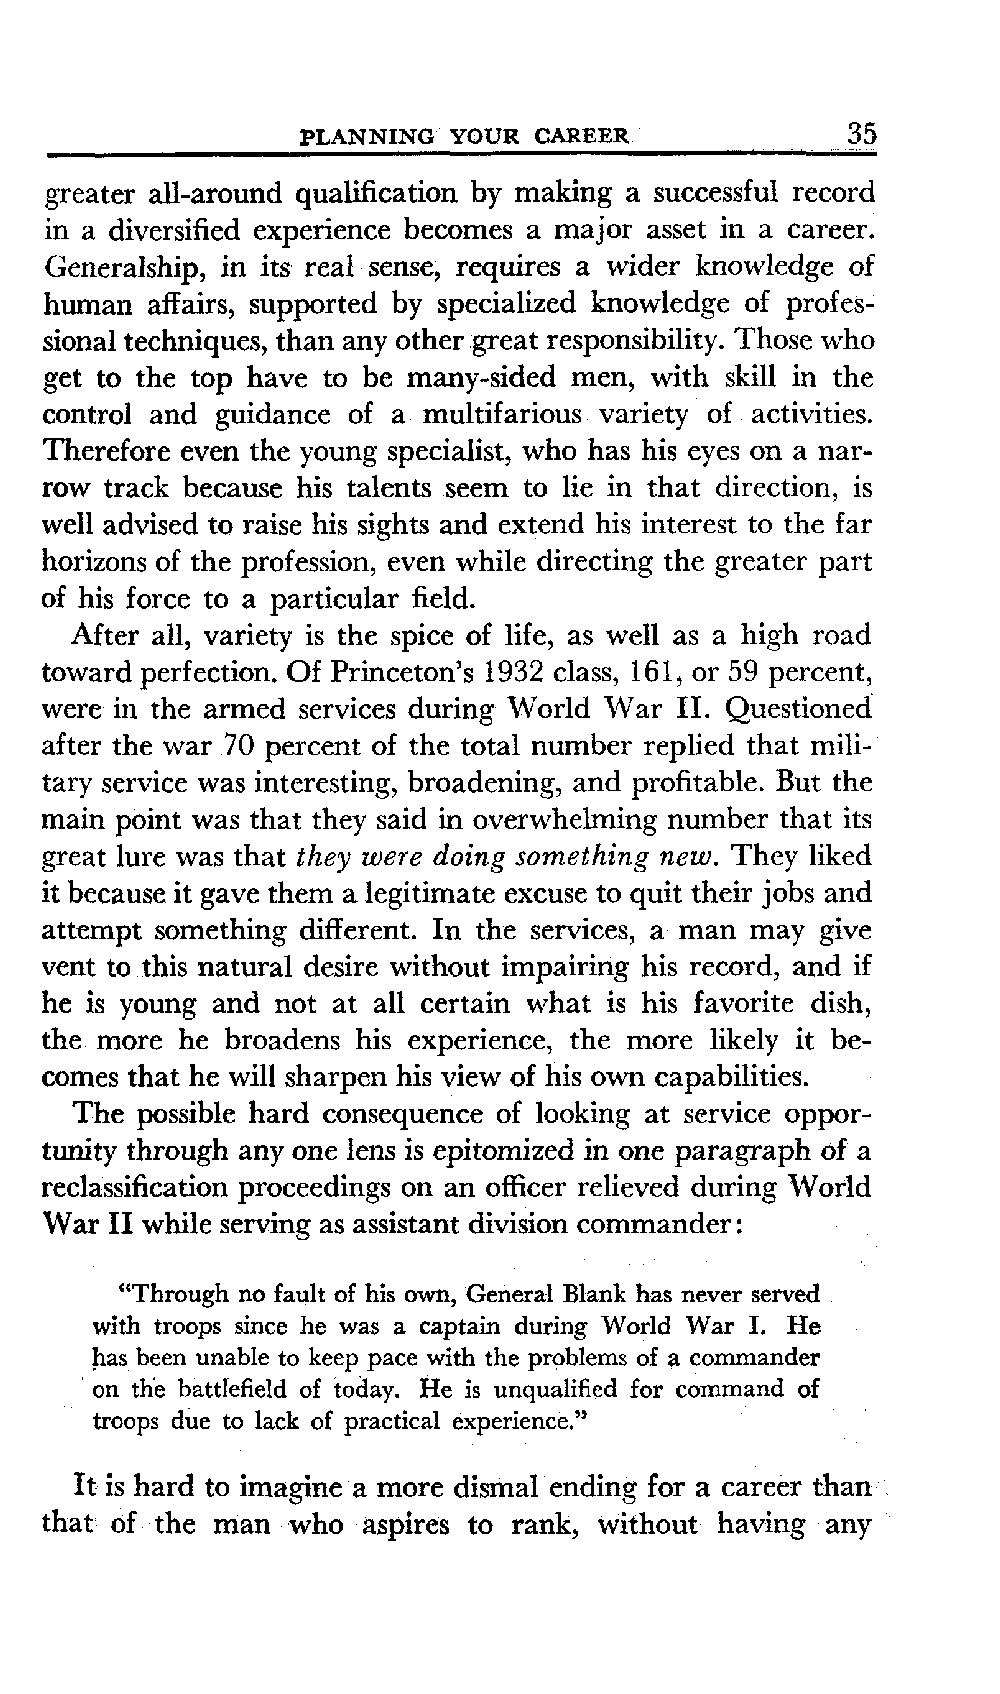 PLANNING YOUR CAREER 35
greater all-around qualification by making a successful record
in a diversified experience becomes a major asset in a career.
Generalship, in its real sense, requires a wider knowledge of
human affairs, supported by specialized knowledge of profes-
sional techniques, than any other great responsibility. Those who
get to the top have to be many-sided men, with skill in the
control and guidance of a multifarious variety of activities.
Therefore even the young specialist, who has his eyes on a nar-
row track because his talents seem to lie in that direction, is
well advised to raise his sights and extend his interest to the far
horizons of the profession, even while directing the greater part
of his force to a particular field.
After all, variety is the spice of life, as well as a high road
toward perfection. Of Princeton's 1932 class, 161, or 59 percent,
were in the armed services during World War II. Questioned
after the war 70 percent of the total number replied that mili-
tary service was interesting, broadening, and profitable. But the
main point was that they said in overwhelming number that its
great lure was that they were doing something new. They liked
it because it gave them a legitimate excuse to quit their jobs and
attempt something different. In the services, a man may give
vent to this natural desire without impairing his record, and if
he is young and not at all certain what is his favorite dish,
the more he broadens his experience, the more likely it be-
comes that he will sharpen his view of his own capabilities.
The possible hard consequence of looking at service oppor-
tunity through any one lens is epitomized in one paragraph of a
reclassification proceedings on an officer relieved during World
War II while serving as assistant division commander:
"Through no fault of his own, General Blank has never served
with troops since he was a captain during World War I. He
has been unable to keep pace with the problems of a commander
on the battlefield of today. He is unqualified for command of
troops due to lack of practical experience."
It is hard to imagine a more dismal ending for a career than
that of the man who aspires to rank, without having any